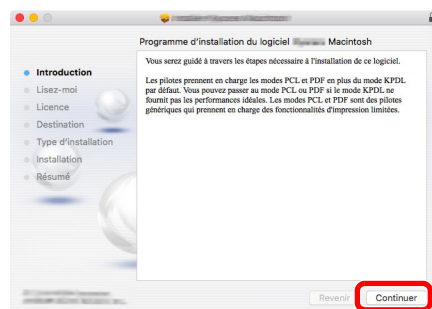 Programme d'installation du logiciel Macintosh
Introduction
Lisez-moi
Licence
Destination
Type d'installation
Installation
Résumé
Vous serez guidé à travers les étapes nécessaire à l'installation de ce logiciel.
Les pilotes prennent en charge les modes PCL et PDF en plus du mode KPDL
par défaut. Vous pouvez passer au mode PCL ou PDF si le mode KPDL ne
fournit pas les performances idéales. Les modes PCL et PDF sont des pilotes
génériques qui prennent en charge des fonctionnalités d'impression limitées.
Revenir
Continuer